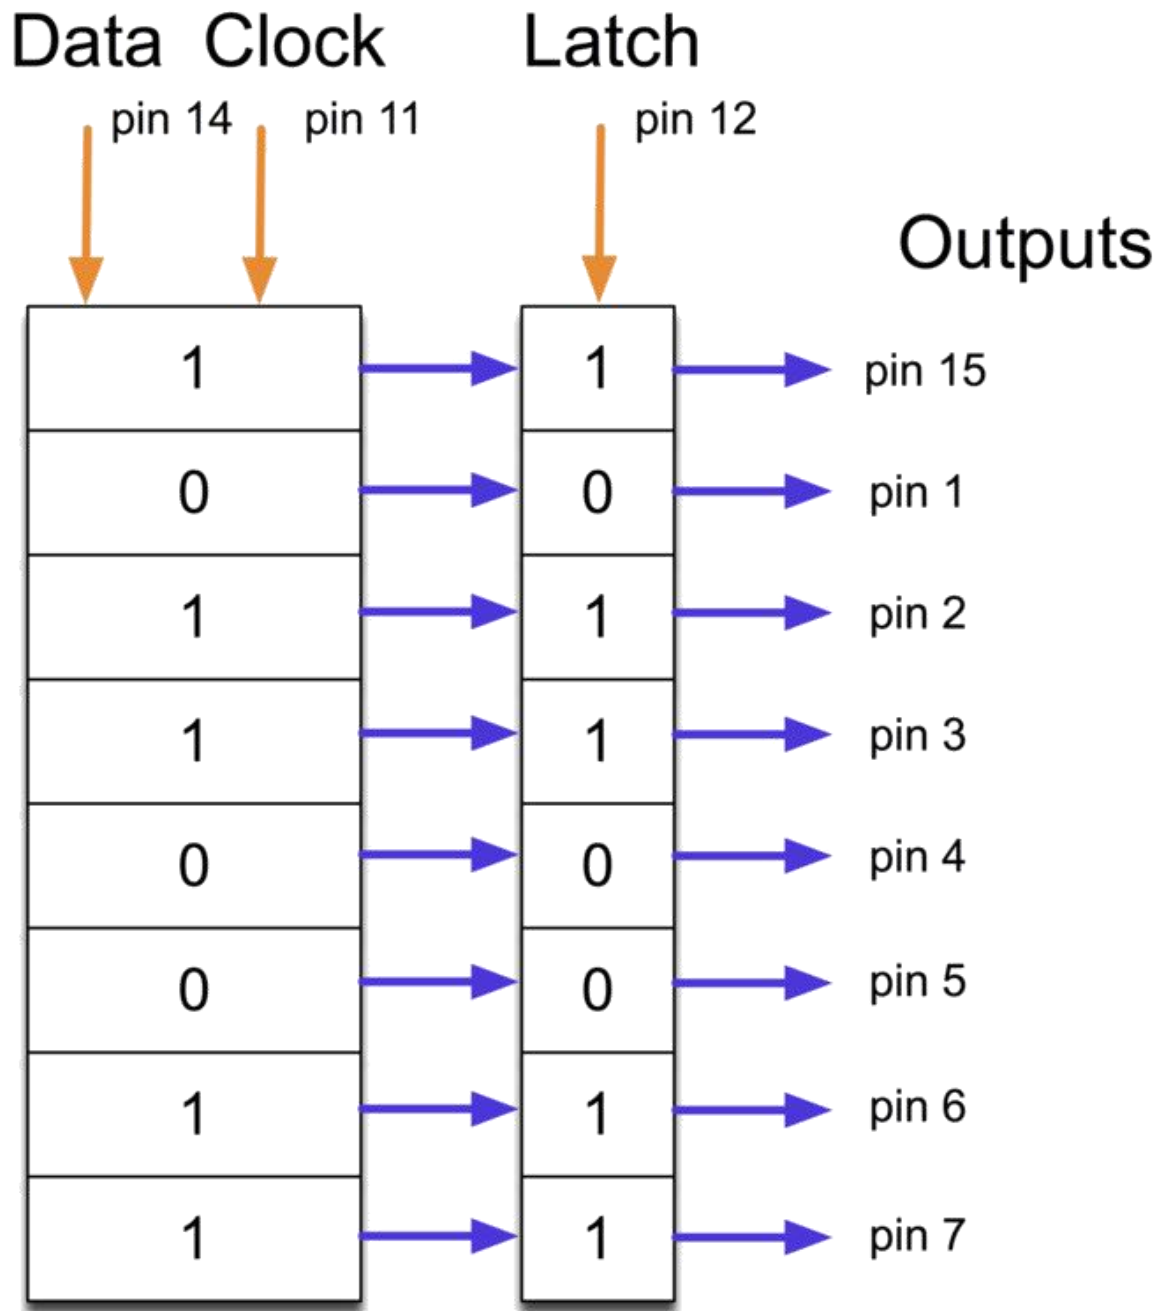 Data Clock Latch
pin 14 pin 11 pin 12
Outputs
1 1 pin 15
0 0 pin 1
1 1 pin 2
1 1 pin 3
0 0 pin 4
0 0 pin 5
1 1 pin 6
1 1 pin 7